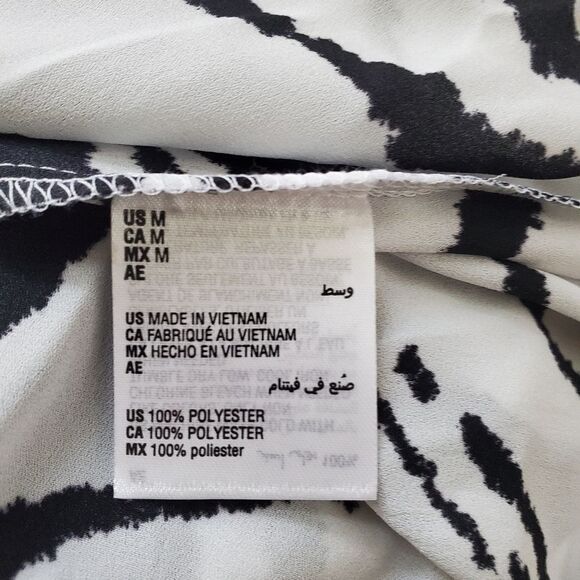 US M
CA M
MX M
AE
وسط
US MADE IN VIETNAM
CA FABRIQUÉ AU VIETNAM
MX HECHO EN VIETNAM
AE
صُنع في فيتنام
US 100% POLYESTER
CA 100% POLYESTER
MX 100% poliester